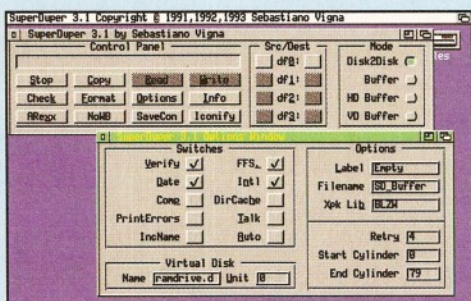 SuperDuper 3.1 Copyright © 1991,1992,1993 Sebastiano Vigna
SuperDuper 3.1 by Sebastiano Vigna
Control Panel
Stop Copy Read Write
Check Format Options Info
ARexx NoWB SaveCon Iconify
Src/Dest
df0:
df1:
df2:
df3:
Mode
Disk2Disk
Buffer
HD Buffer
VD Buffer
les
SuperDuper 3.1 Options Window
Switches
Verify FFS.
Date Intl
Comp DirCache
PrintErrors Talk
IncName Auto
Virtual Disk
Name ramdrive.d Unit 0
Options
Label Empty
Filename SD_Buffer
Xpk Lib BLZW
Retry 4
Start Cylinder 0
End Cylinder 79